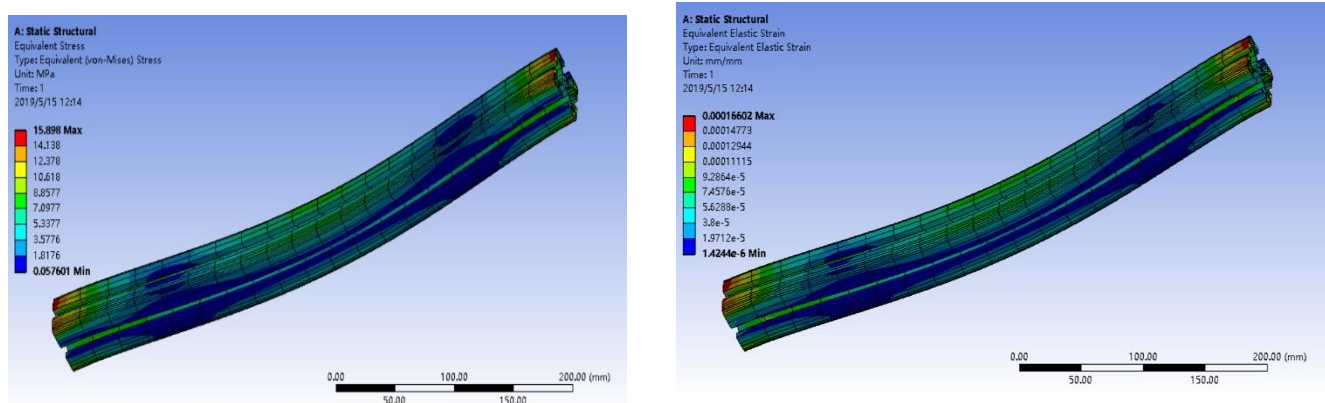 A: Static Structural
Equivalent Stress
Type: Equivalent (von-Mises) Stress
Unit: MPa
Time: 1
2019/5/15 12:14
15.898 Max
14.138
12.378
10.618
8.8577
7.0977
5.3377
3.5776
1.8176
0.057601 Min
0.00 100.00 200.00 (mm)
50.00 150.00
A: Static Structural
Equivalent Elastic Strain
Type: Equivalent Elastic Strain
Unit: mm/mm
Time: 1
2019/5/15 12:14
0.00016602 Max
0.00014773
0.00012944
0.00011115
9.2864e-5
7.4576e-5
5.6288e-5
3.8e-5
1.9712e-5
1.4244e-6 Min
0.00 100.00 200.00 (mm)
50.00 150.00